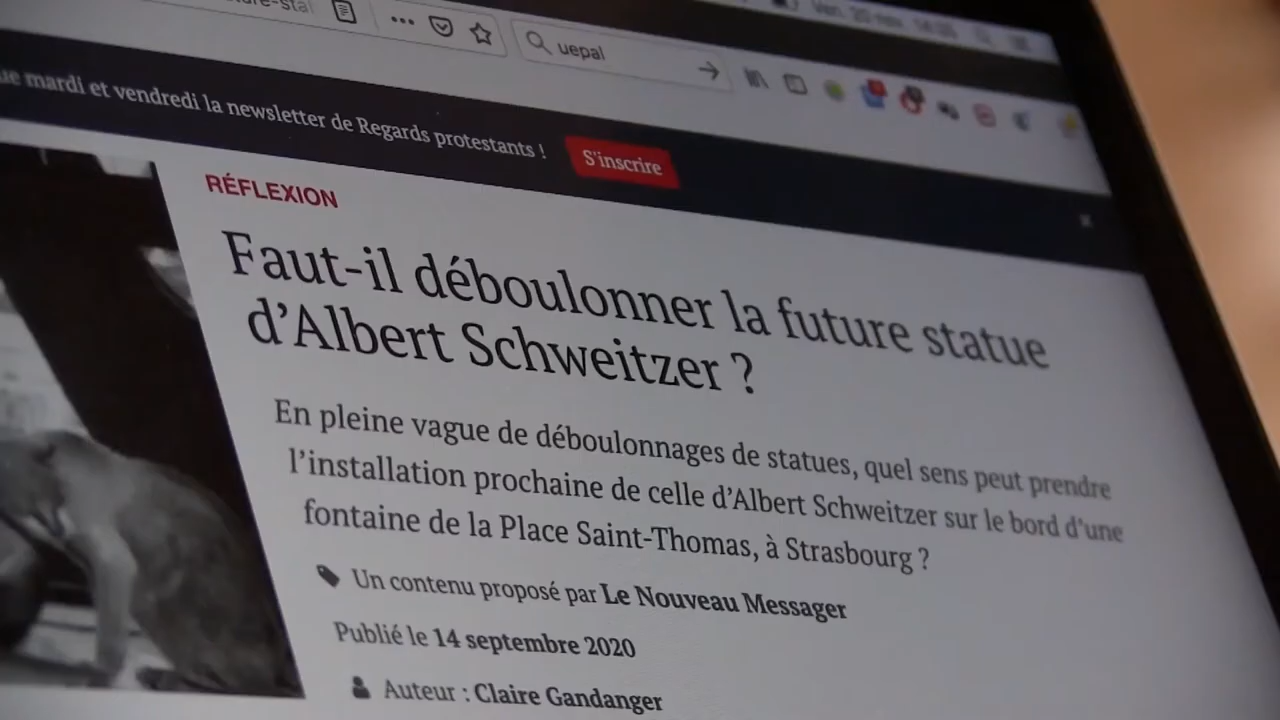 uepal
mardi et vendredi la newsletter de Regards protestants !
S'inscrire
RÉFLEXION
Faut-il déboulonner la future statue
d’Albert Schweitzer ?
En pleine vague de déboulonnages de statues, quel sens peut prendre
l’installation prochaine de celle d’Albert Schweitzer sur le bord d’une
fontaine de la Place Saint-Thomas, à Strasbourg ?
Un contenu proposé par Le Nouveau Messager
Publié le 14 septembre 2020
Auteur : Claire Gandanger